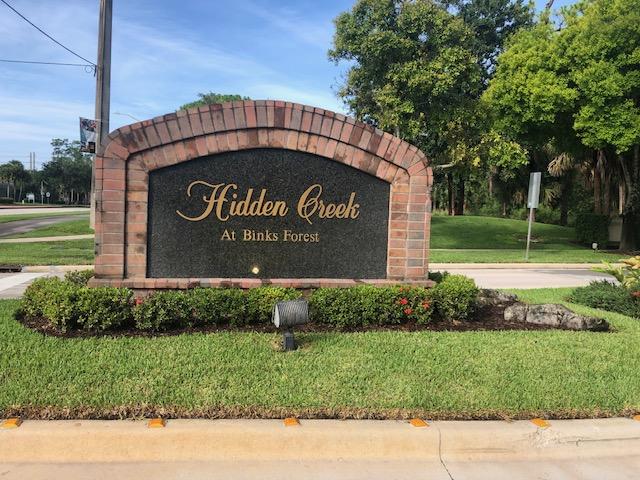 Hidden Creek
At Binks Forest